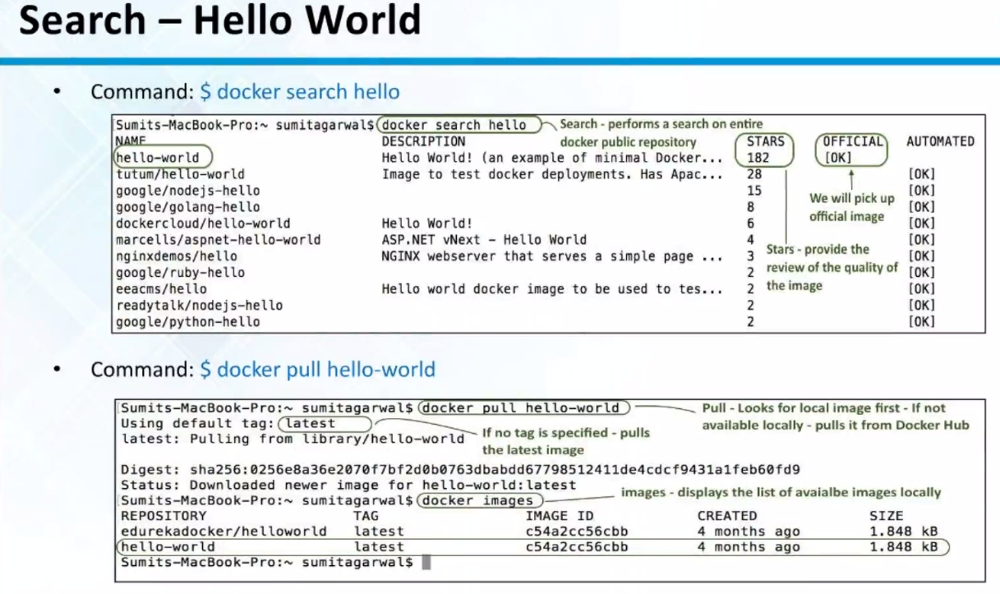 Search – Hello World
• Command: $ docker search hello
Sumits-MacBook-Pro:~ sumitagarwal$ docker search hello
Search - performs a search on entire
docker public repository
NAME DESCRIPTION STARS OFFICIAL AUTOMATED
hello-world Hello World! (an example of minimal Docker... 182 [OK]
tutum/hello-world Image to test docker deployments. Has Apac... 28 [OK]
google/nodejs-hello 15 [OK]
google/golang-hello 8 [OK]
dockercloud/hello-world Hello World! 6 [OK]
marcells/aspnet-hello-world ASP.NET vNext – Hello World 4 [OK]
nginxdemos/hello NGINX webserver that serves a simple page ... 3 [OK]
google/ruby-hello 2 [OK]
eeacms/hello Hello world docker image to be used to tes... 2 [OK]
readytalk/nodejs-hello 2 [OK]
google/python-hello 2 [OK]
We will pick up
official image
Stars - provide the
review of the quality of
the image
• Command: $ docker pull hello-world
Sumits-MacBook-Pro:~ sumitagarwal$ docker pull hello-world
Pull - Looks for local image first - If not
available locally - pulls it from Docker Hub
Using default tag: latest
latest: Pulling from library/hello-world
If no tag is specified - pulls
the latest image
Digest: sha256:0256e8a36e2070f7bf2d0b0763dbabdd67798512411de4cdcf9431a1feb60fd9
Status: Downloaded newer image for hello-world:latest
Sumits-MacBook-Pro:~ sumitagarwal$ docker images
images - displays the list of avaialbe images locally
REPOSITORY TAG IMAGE ID CREATED SIZE
edurekadocker/helloworld latest c54a2cc56cbb 4 months ago 1.848 kB
hello-world latest c54a2cc56cbb 4 months ago 1.848 kB
Sumits-MacBook-Pro:~ sumitagarwal$